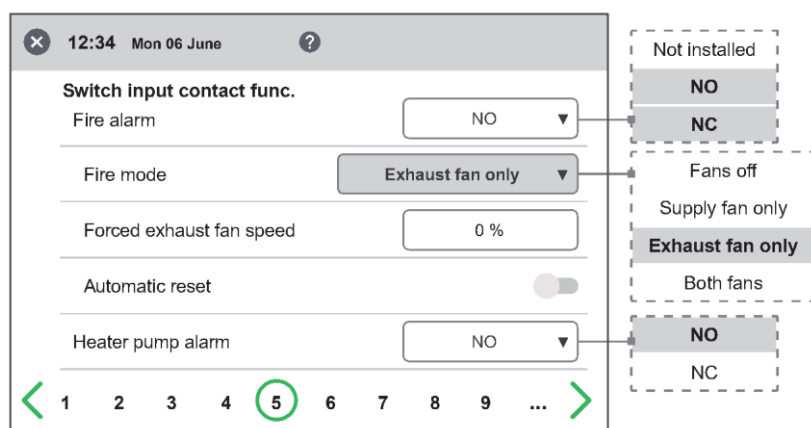 12:34 Mon 06 June ?
Switch input contact func.
Fire alarm NO
Fire mode Exhaust fan only
Forced exhaust fan speed 0 %
Automatic reset
Heater pump alarm NO
1 2 3 4 5 6 7 8 9 ...
Not installed
NO
NC
Fans off
Supply fan only
Exhaust fan only
Both fans
NO
NC